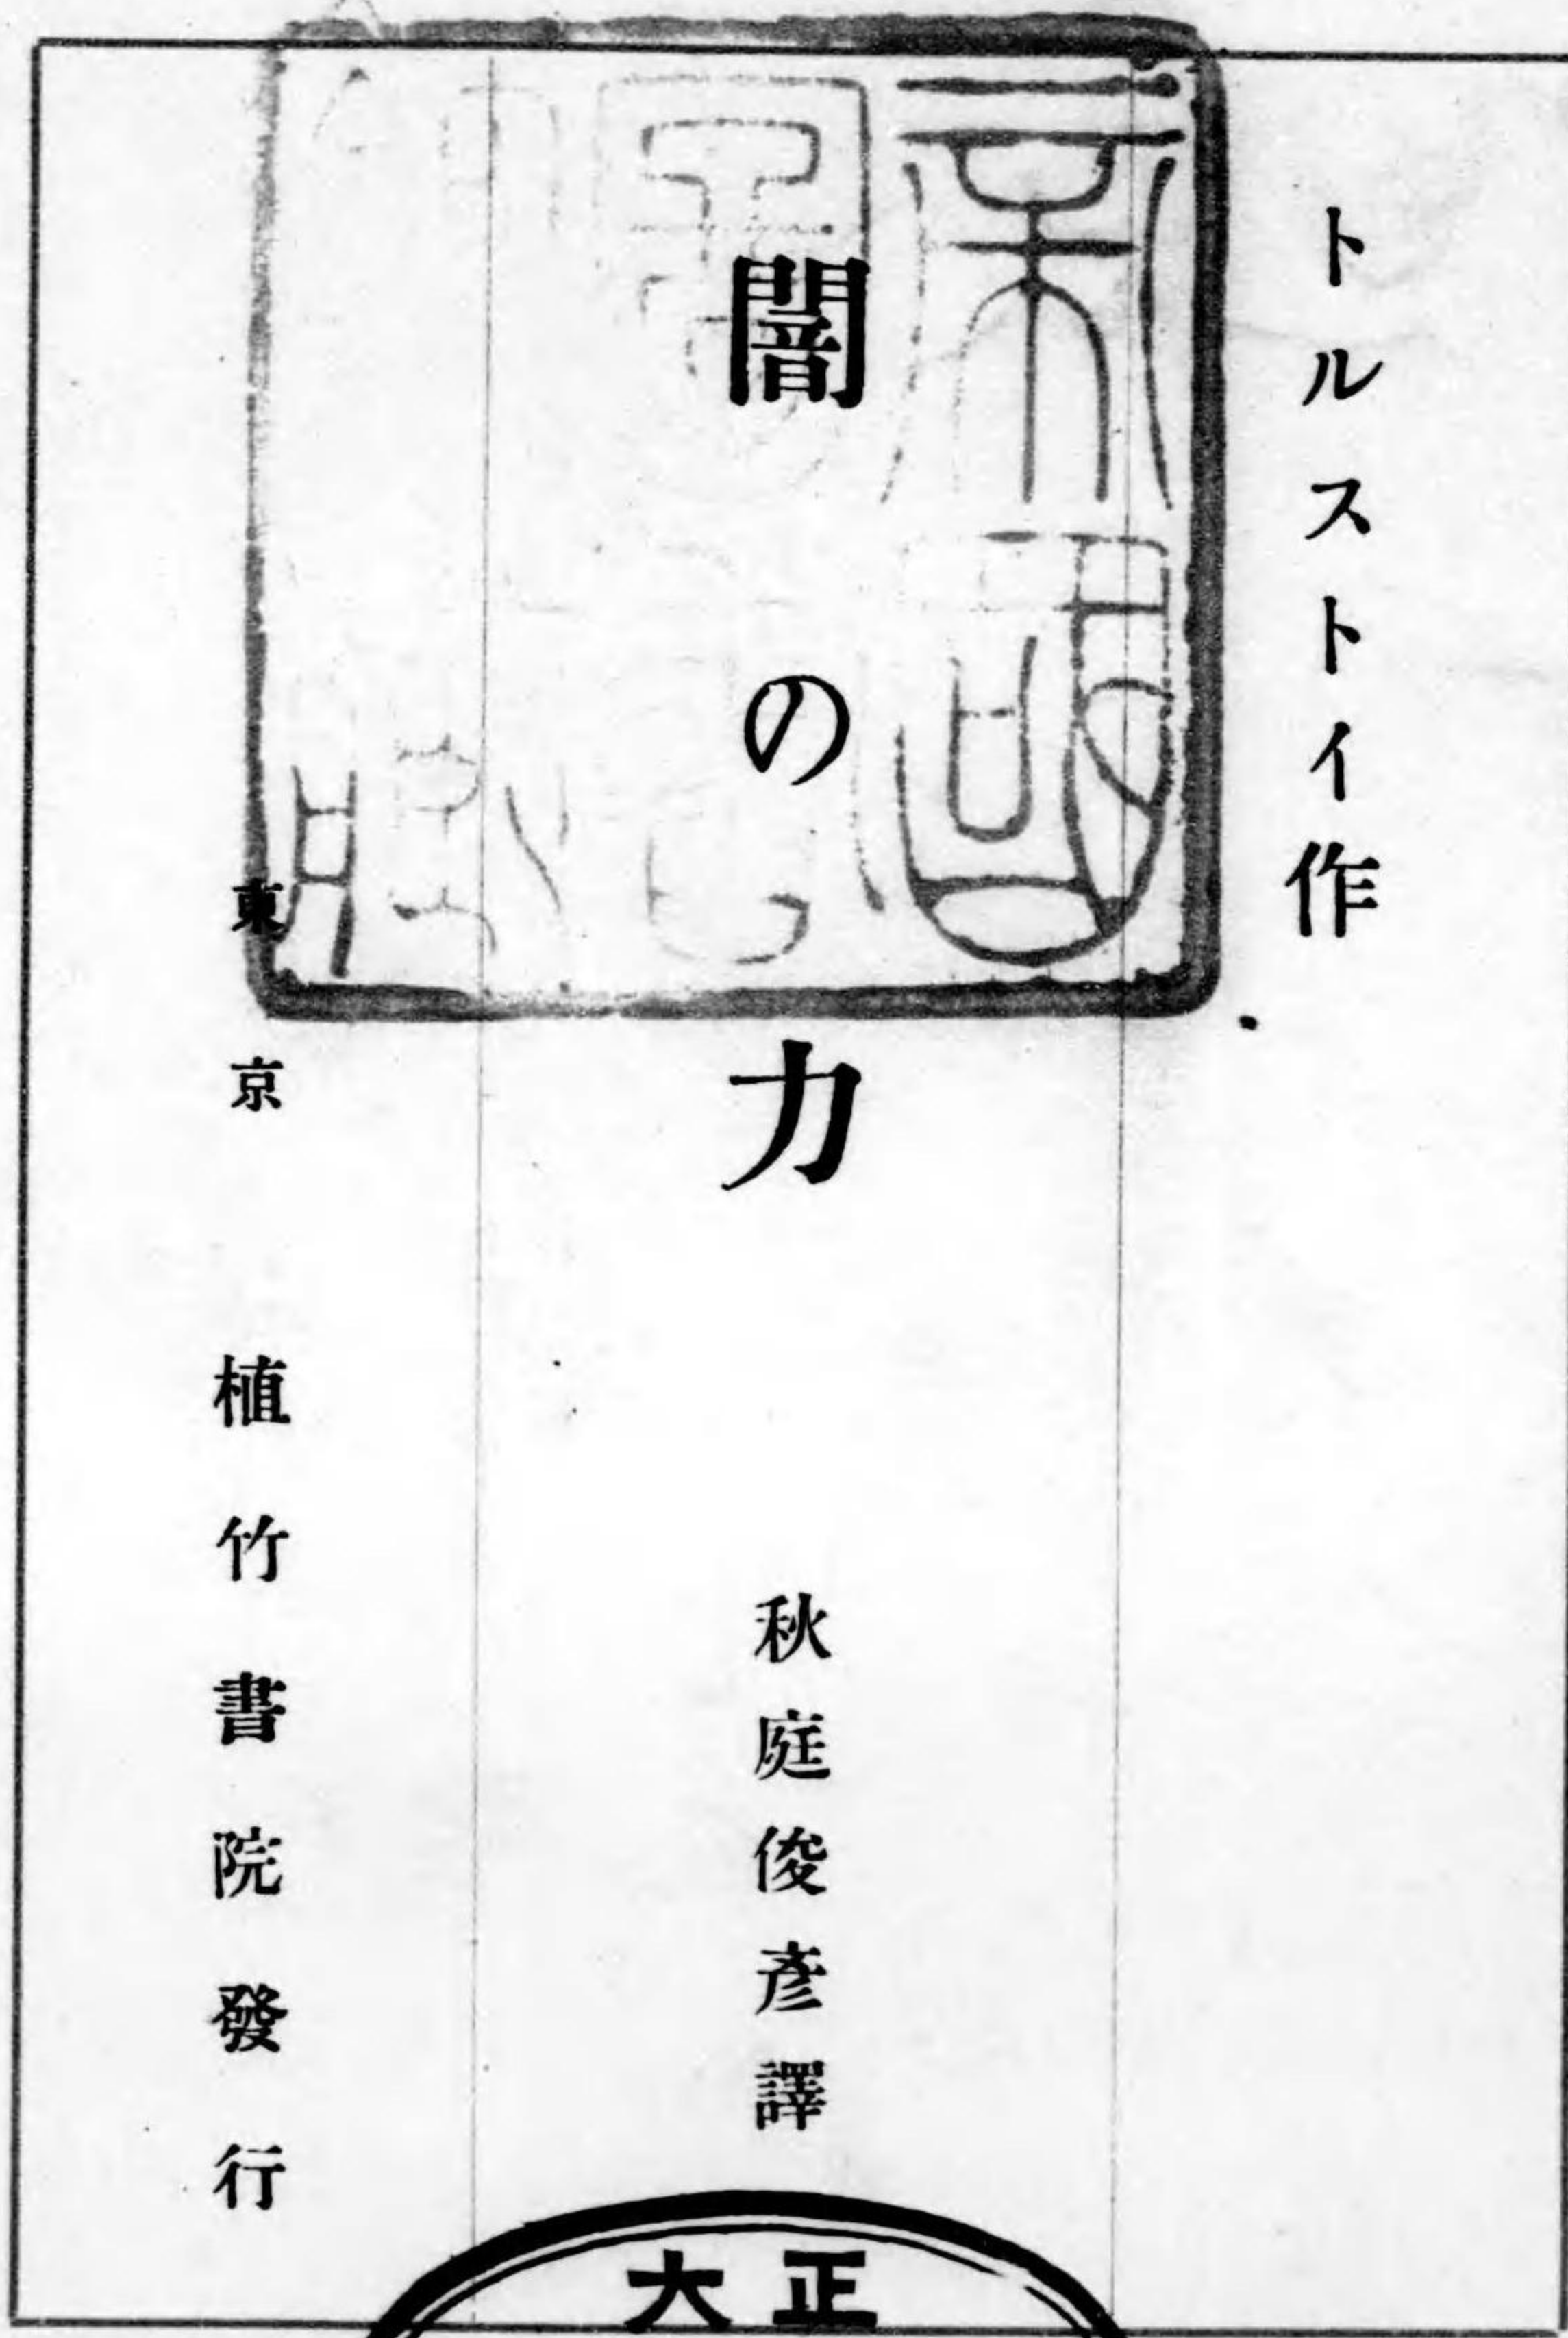 トルストイ作
闇の力
秋庭俊彥譯
東京 植竹書院發行
大正